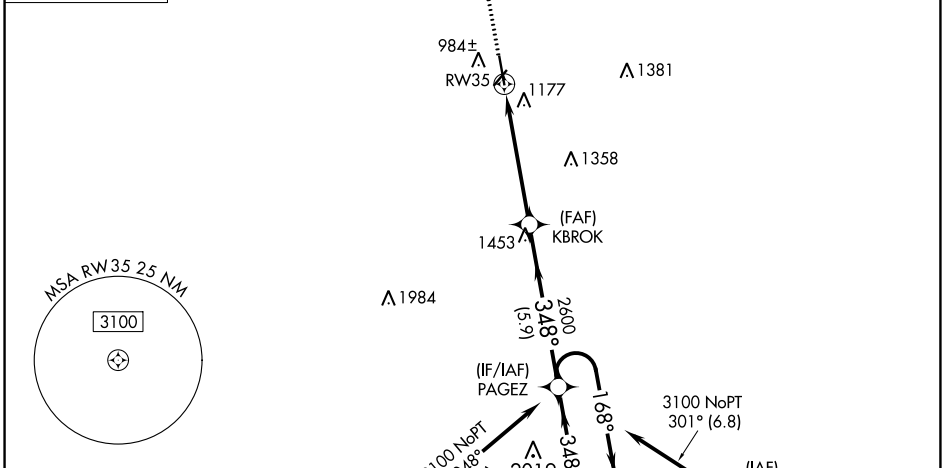 984±
RW35
1177
1381
1358
(FAF)
KBROK
1453
MSA RW35 25 NM
3100
1984
2600
348°
(5.9)
(IF/IAF)
PAGEZ
168°
3100 NoPT
301° (6.8)
348
(IAF)